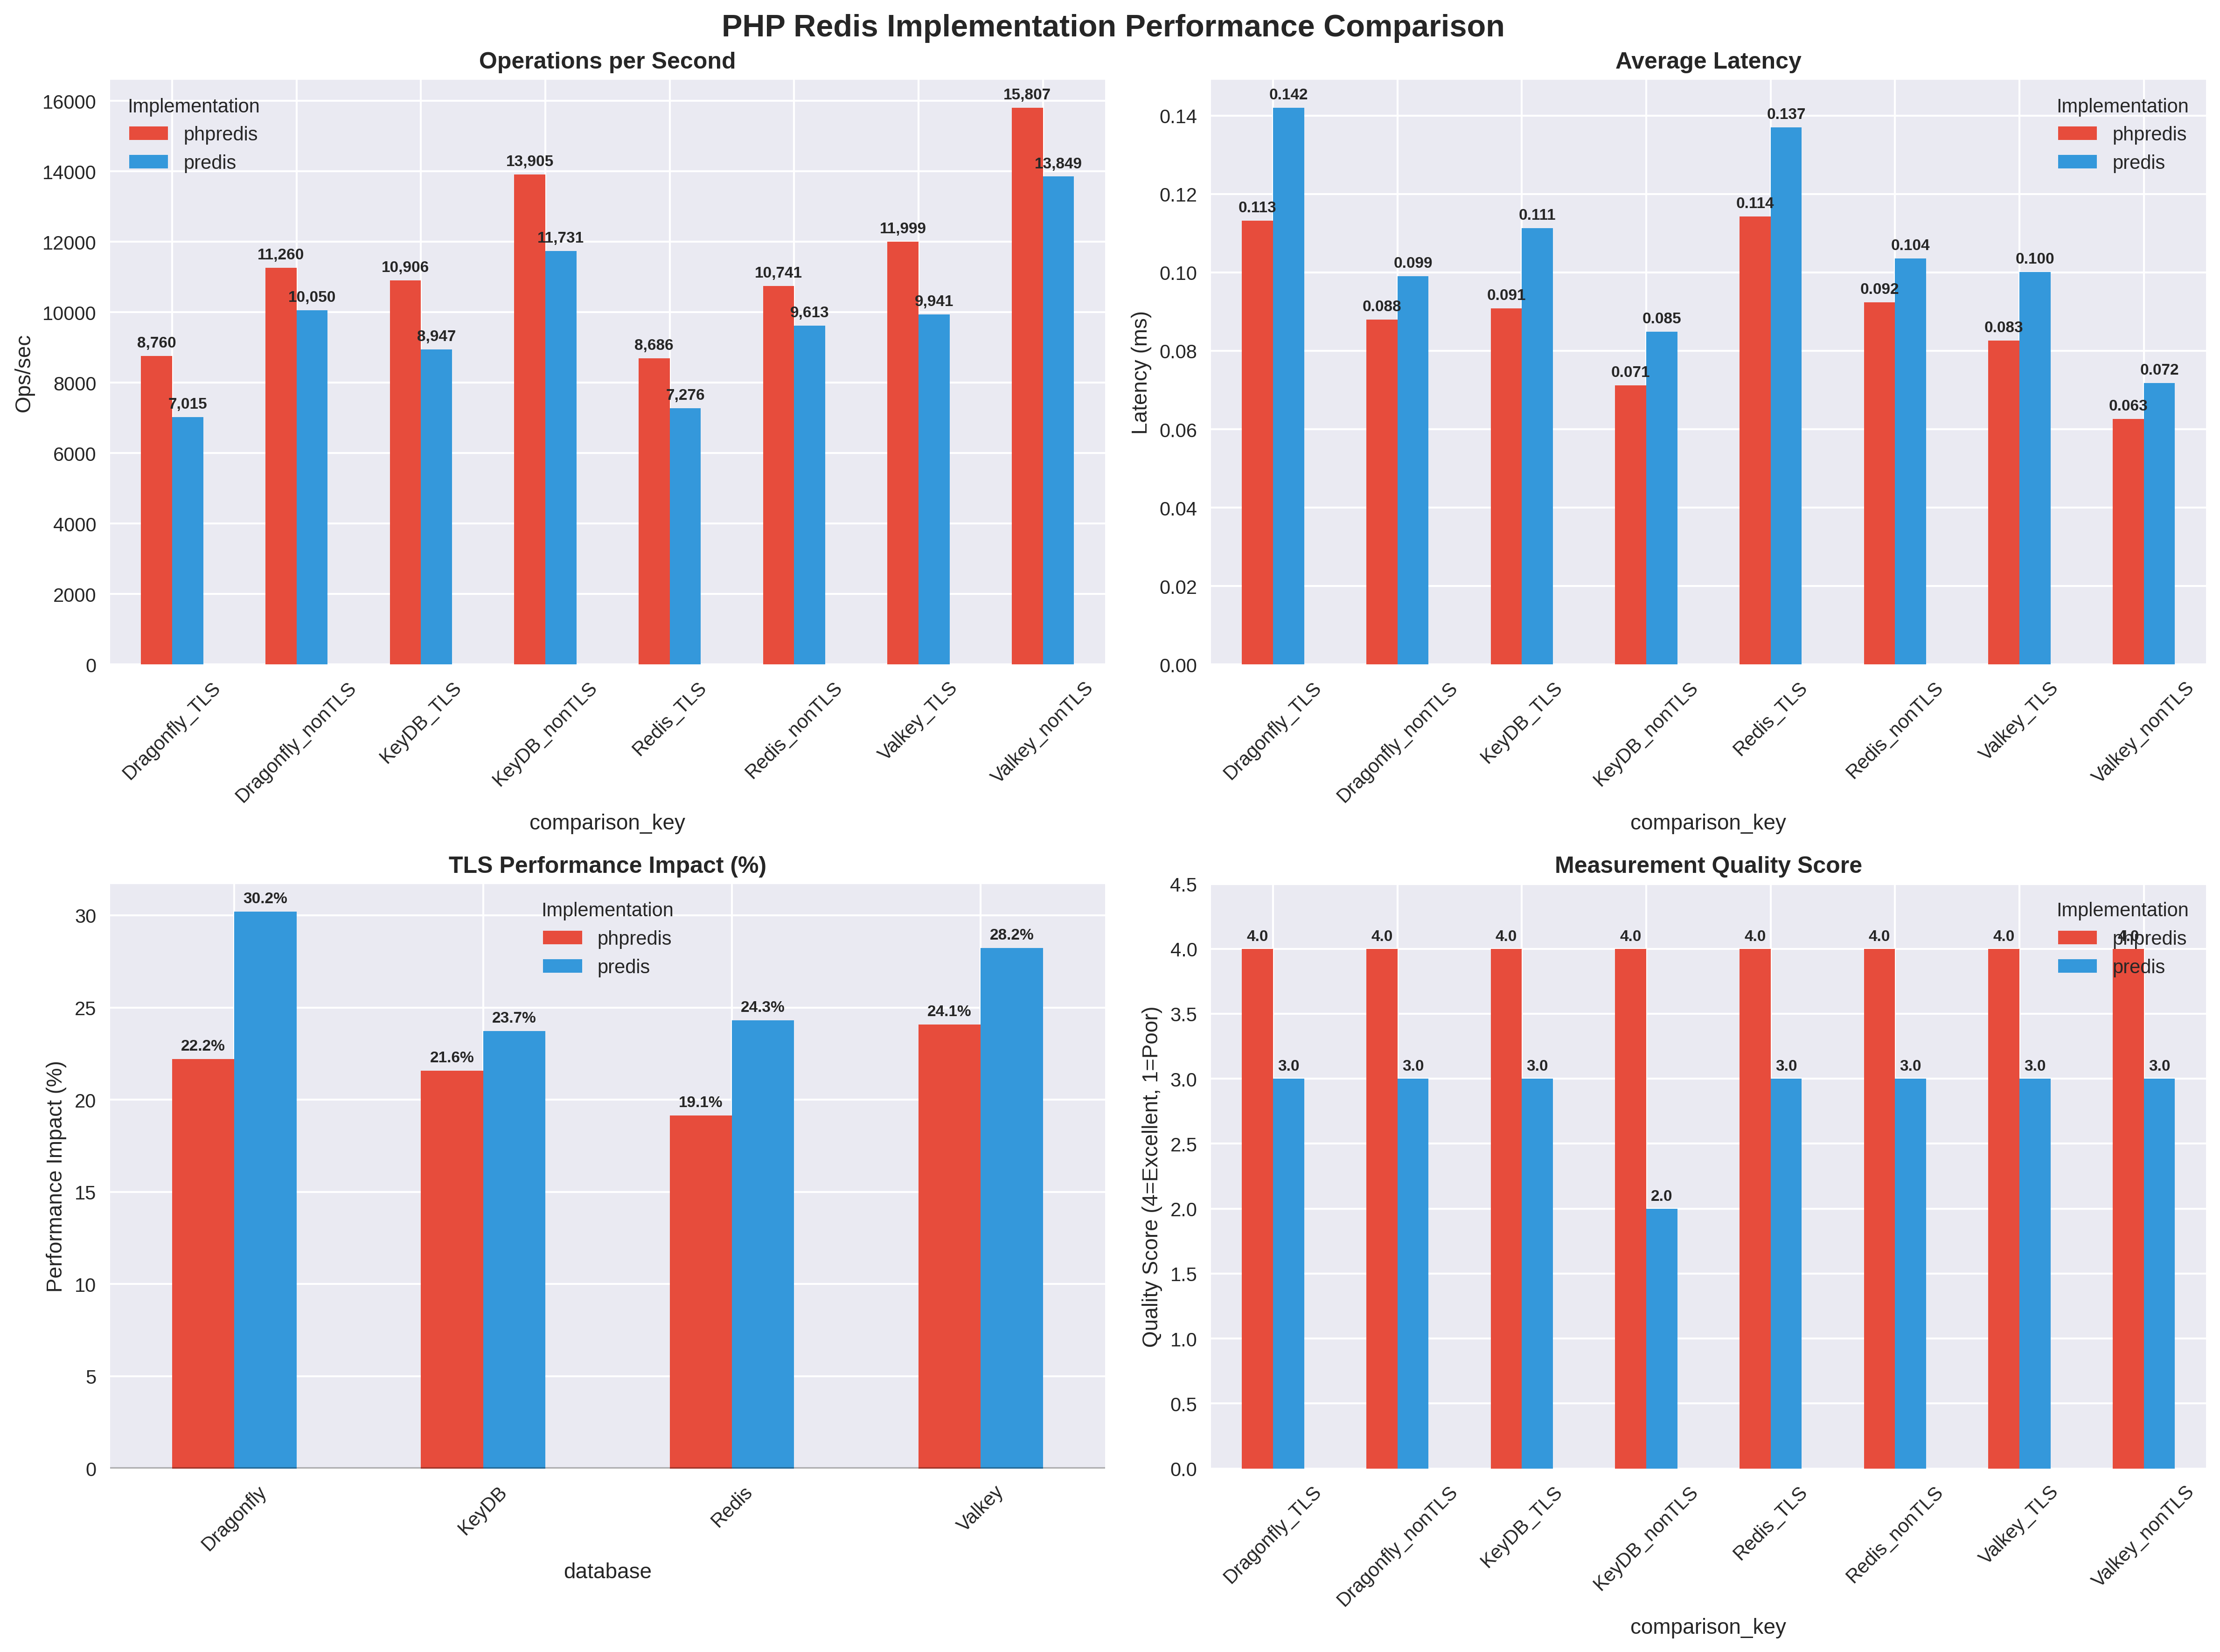 PHP Redis Implementation Performance Comparison
Operations per Second
Ops/sec
16000
14000
12000
10000
8000
6000
4000
2000
0
Implementation
phpredis
predis
8,760
7,015
11,260
10,050
10,906
8,947
13,905
11,731
8,686
7,276
10,741
9,613
11,999
9,941
15,807
13,849
Dragonfly_TLS
Dragonfly_nonTLS
KeyDB_TLS
KeyDB_nonTLS
Redis_TLS
Redis_nonTLS
Valkey_TLS
Valkey_nonTLS
comparison_key
Average Latency
Latency (ms)
0.14
0.12
0.10
0.08
0.06
0.04
0.02
0.00
Implementation
phpredis
predis
0.113
0.142
0.088
0.099
0.091
0.111
0.071
0.085
0.114
0.137
0.092
0.104
0.083
0.100
0.063
0.072
Dragonfly_TLS
Dragonfly_nonTLS
KeyDB_TLS
KeyDB_nonTLS
Redis_TLS
Redis_nonTLS
Valkey_TLS
Valkey_nonTLS
comparison_key
TLS Performance Impact (%)
Performance Impact (%)
30
25
20
15
10
5
0
Implementation
phpredis
predis
22.2%
30.2%
21.6%
23.7%
19.1%
24.3%
24.1%
28.2%
Dragonfly
KeyDB
Redis
Valkey
database
Measurement Quality Score
Quality Score (4=Excellent, 1=Poor)
4.5
4.0
3.5
3.0
2.5
2.0
1.5
1.0
0.5
0.0
Implementation
phpredis
predis
4.0
3.0
4.0
3.0
4.0
3.0
4.0
2.0
4.0
3.0
4.0
3.0
4.0
3.0
4.0
3.0
Dragonfly_TLS
Dragonfly_nonTLS
KeyDB_TLS
KeyDB_nonTLS
Redis_TLS
Redis_nonTLS
Valkey_TLS
Valkey_nonTLS
comparison_key